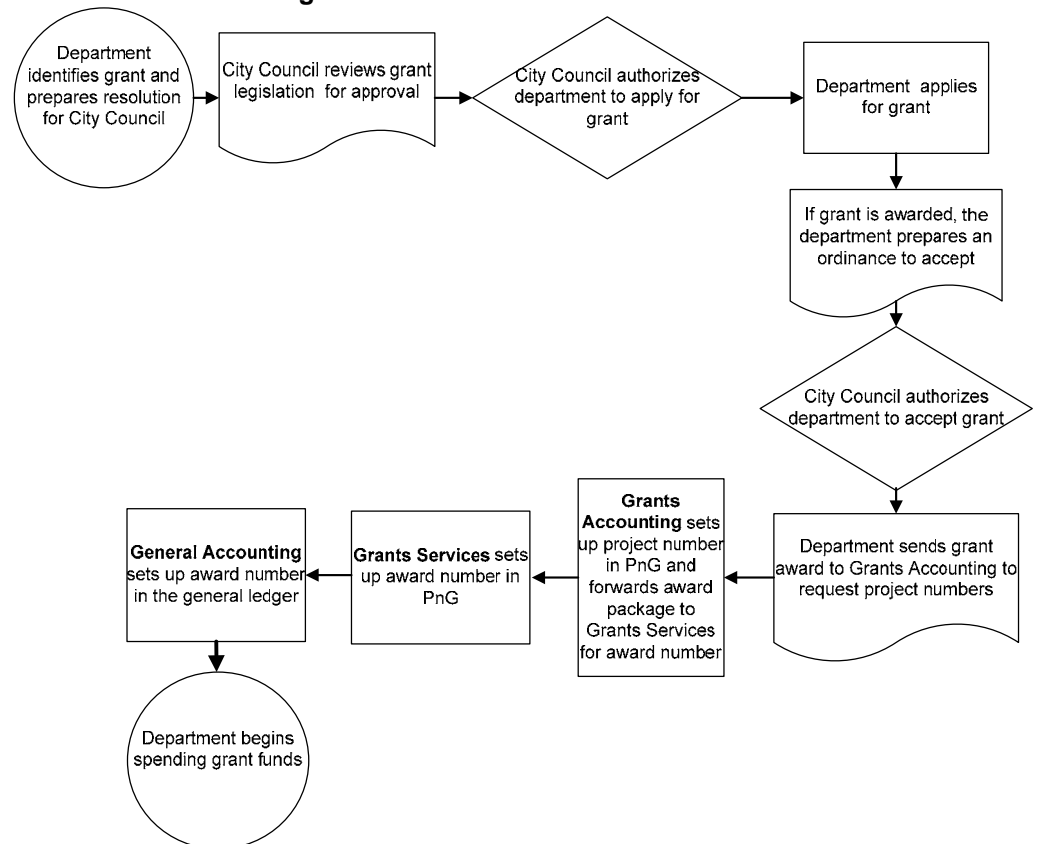 Department
identifies grant and
prepares resolution
for City Council
City Council reviews grant
legislation for approval
City Council authorizes
department to apply for
grant
Department applies
for grant
If grant is awarded, the
department prepares an
ordinance to accept
City Council authorizes
department to accept grant
Department sends grant
award to Grants Accounting to
request project numbers
Grants
Accounting sets
up project number
in PnG and
forwards award
package to
Grants Services
for award number
Grants Services sets
up award number in
PnG
General Accounting
sets up award number
in the general ledger
Department begins
spending grant funds